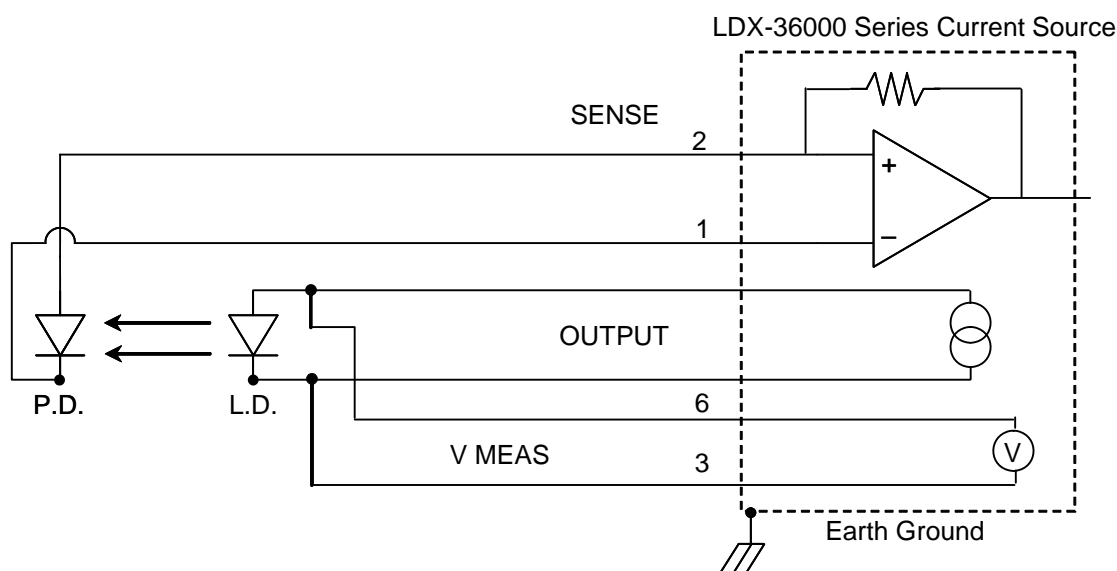 LDX-36000 Series Current Source
SENSE
2
+
1
–
OUTPUT
P.D.
L.D.
6
V MEAS
V
3
Earth Ground